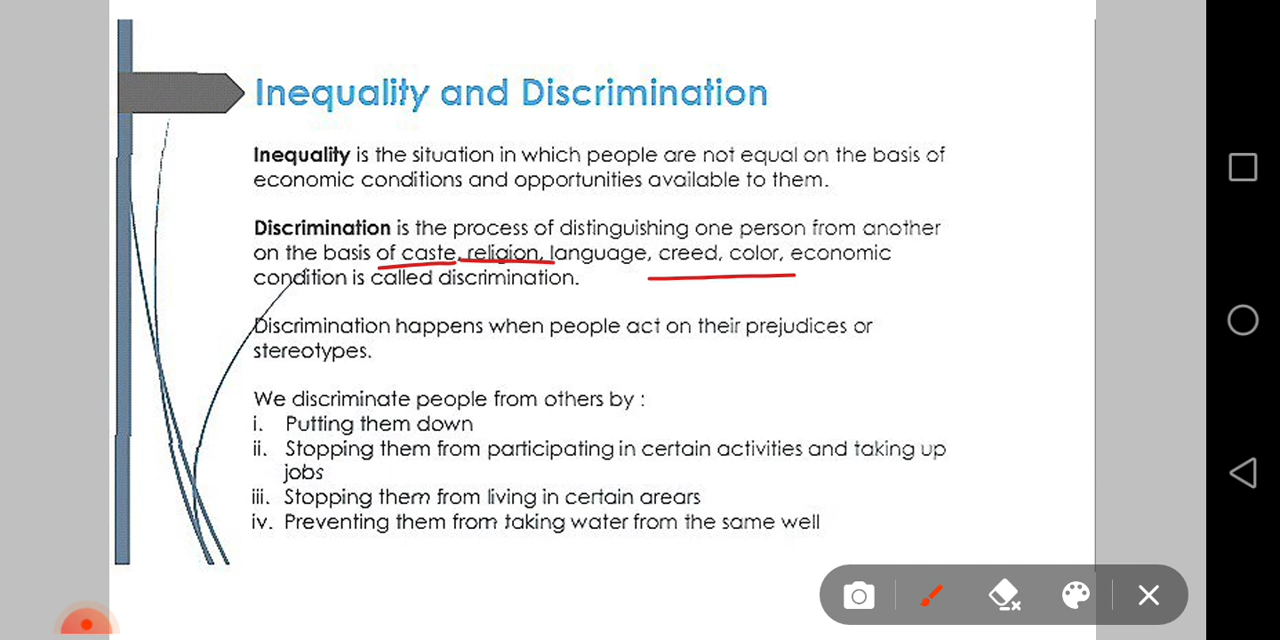 Inequality and Discrimination
Inequality is the situation in which people are not equal on the basis of
economic conditions and opportunities available to them.
Discrimination is the process of distinguishing one person from another
on the basis of caste, religion, language, creed, color, economic
condition is called discrimination.
Discrimination happens when people act on their prejudices or
stereotypes.
We discriminate people from others by :
i. Putting them down
ii. Stopping them from participating in certain activities and taking up
jobs
iii. Stopping them from living in certain arears
iv. Preventing them from taking water from the same well